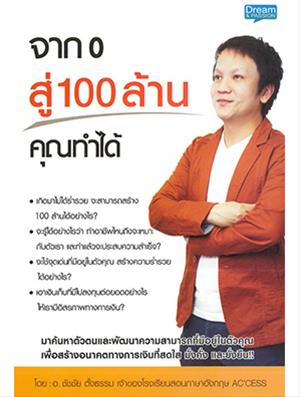 Dream
& PASSION
จาก 0
สู่ 100 ล้าน
คุณทำได้
• เกิดมาไม่ได้ร่ำรวย จะสามารถสร้าง
100 ล้านได้อย่างไร?
• จะรู้ได้อย่างไรว่า ทำอาชีพไหนถึงจะเหมาะ
กับตัวเรา และทำแล้วจะประสบความสำเร็จ?
• จะใช้จุดเด่นที่มีอยู่ในตัวคุณ สร้างความร่ำรวย
ได้อย่างไร?
• เอาเงินเก็บที่มีไปลงทุนต่อยอดอย่างไร
ให้เรามีอิสรภาพทางการเงิน?
มาค้นหาตัวตนและพัฒนาความสามารถที่มีอยู่ในตัวคุณ
เพื่อสร้างอนาคตทางการเงินที่สดใส มั่งคั่ง และยั่งยืน!!
โดย : อ. ชัชชัย ตั้งธรรม เจ้าของโรงเรียนสอนภาษาอังกฤษ AC'CESS